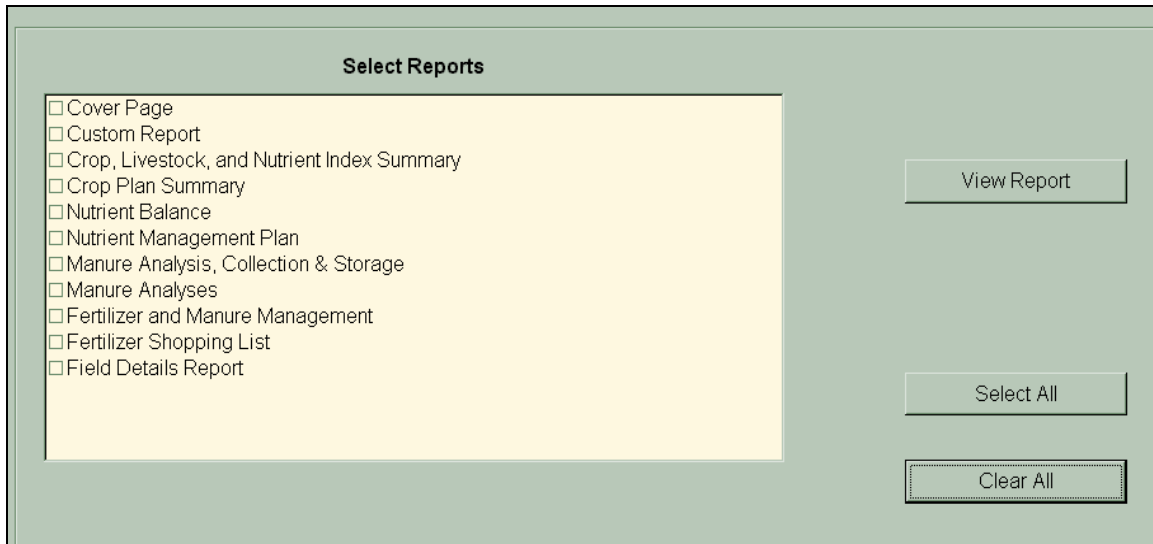 Select Reports
Cover Page
Custom Report
Crop, Livestock, and Nutrient Index Summary
Crop Plan Summary
Nutrient Balance
Nutrient Management Plan
Manure Analysis, Collection & Storage
Manure Analyses
Fertilizer and Manure Management
Fertilizer Shopping List
Field Details Report
View Report
Select All
Clear All